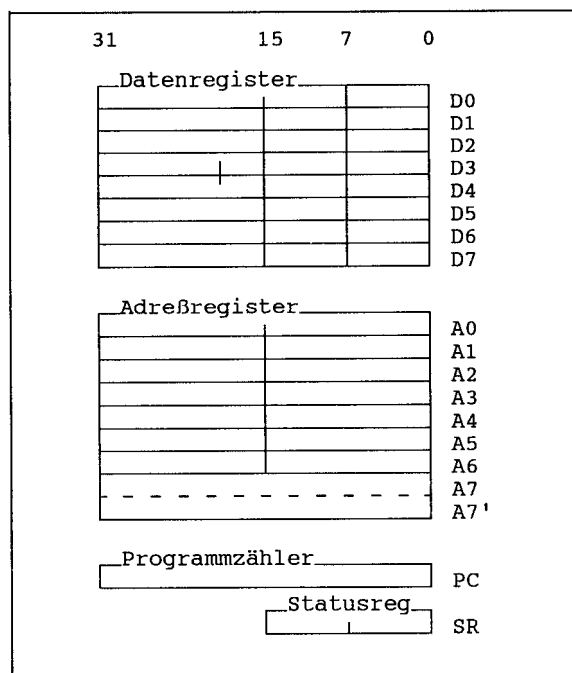 31 15 7 0
Datenregister
D0
D1
D2
D3
D4
D5
D6
D7
Adreßregister
A0
A1
A2
A3
A4
A5
A6
A7
A7'
Programmzähler
PC
Statusreg
SR